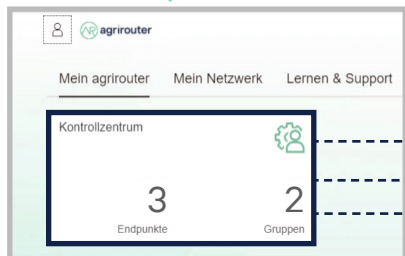 agrirouter
Mein agrirouter Mein Netzwerk Lernen & Support
Kontrollzentrum
3 2
Endpunkte Gruppen